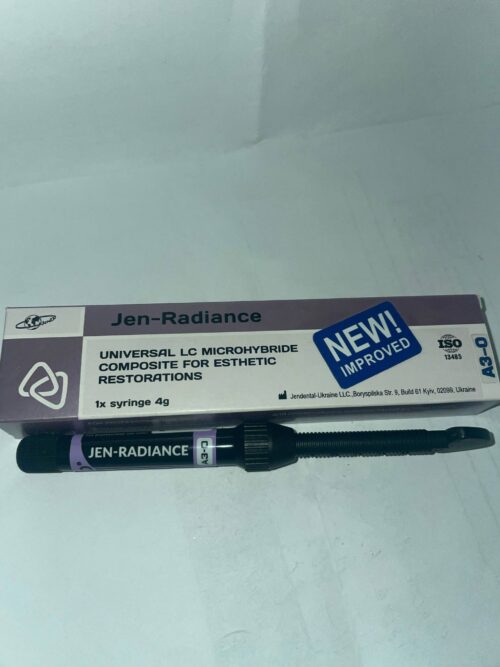 Jen-Radiance
UNIVERSAL LC MICROHYBRIDE
COMPOSITE FOR ESTHETIC
RESTORATIONS
1x syringe 4g
NEW!
IMPROVED
ISO
13485
A3-O
Jendental-Ukraine LLC.,Boryspilska Str. 9, Build 61 Kyiv, 02099, Ukraine
JEN-RADIANCE
A3-O